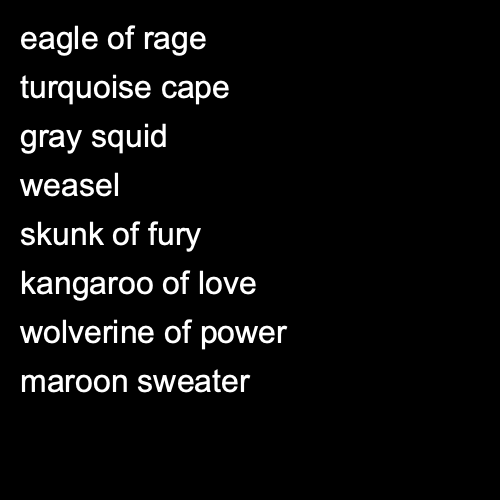 eagle of rage
turquoise cape
gray squid
weasel
skunk of fury
kangaroo of love
wolverine of power
maroon sweater